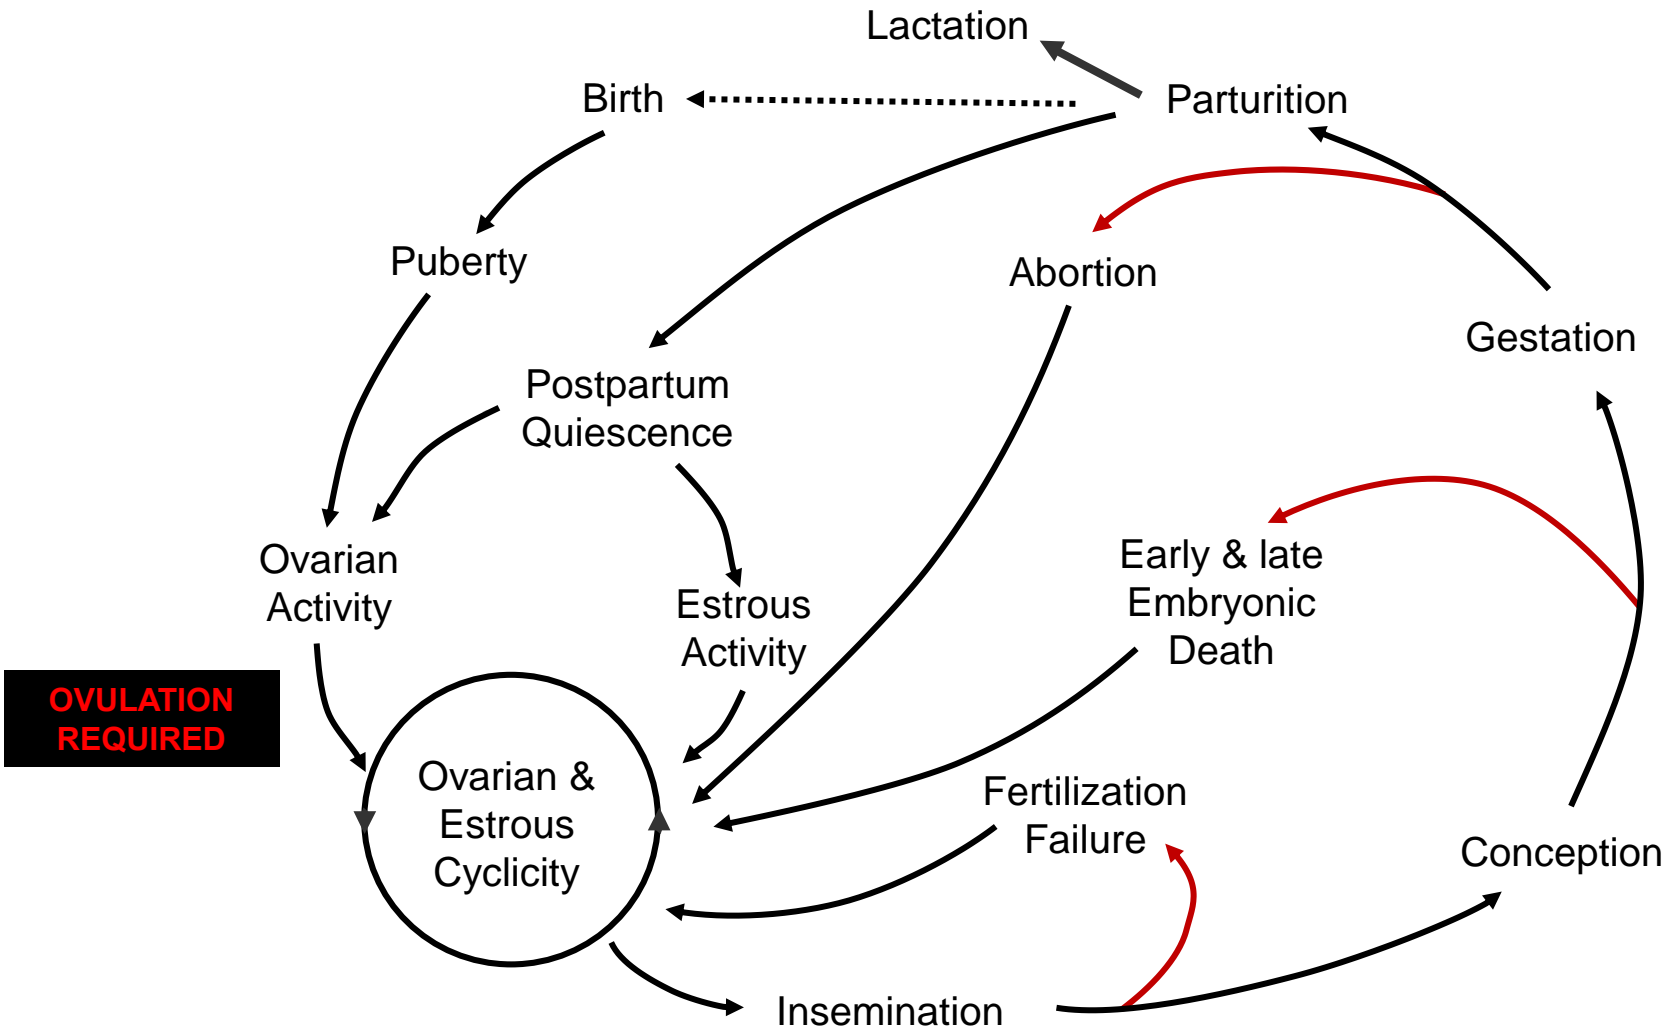 Lactation
Birth
Parturition
Puberty
Abortion
Gestation
Postpartum
Quiescence
Ovarian
Activity
Early & late
Embryonic
Death
Estrous
Activity
OVULATION
REQUIRED
Ovarian &
Estrous
Cyclicity
Fertilization
Failure
Conception
Insemination